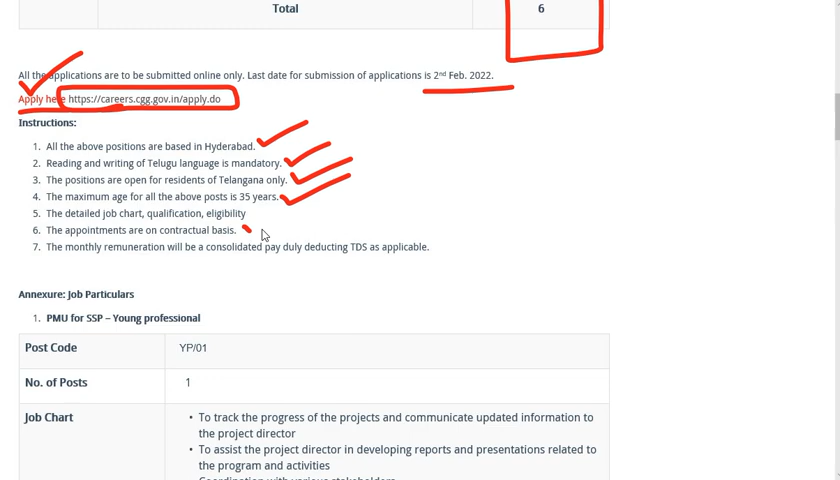 Total 6
All the applications are to be submitted online only. Last date for submission of applications is 2nd Feb. 2022.
Apply here https://careers.cgg.gov.in/apply.do
Instructions:
1. All the above positions are based in Hyderabad.
2. Reading and writing of Telugu language is mandatory.
3. The positions are open for residents of Telangana only.
4. The maximum age for all the above posts is 35 years.
5. The detailed job chart, qualification, eligibility
6. The appointments are on contractual basis.
7. The monthly remuneration will be a consolidated pay duly deducting TDS as applicable.
Annexure: Job Particulars
1. PMU for SSP – Young professional
Post Code YP/01
No. of Posts 1
Job Chart • To track the progress of the projects and communicate updated information to
the project director
• To assist the project director in developing reports and presentations related to
the program and activities
Coordination with various stakeholders